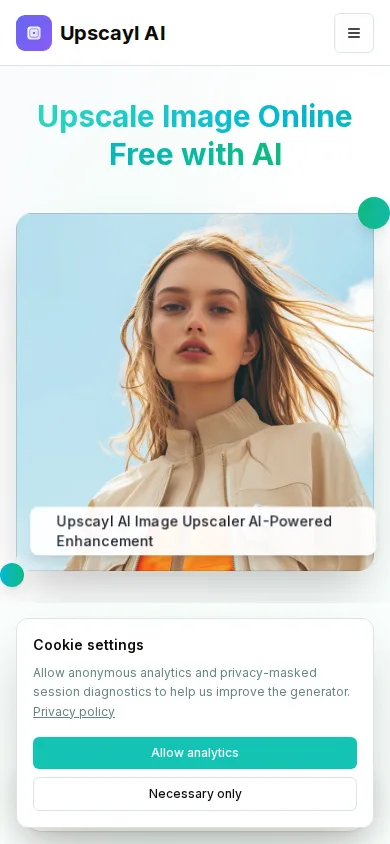 Upscayl AI
Upscale Image Online
Free with AI
Upscayl AI Image Upscaler AI-Powered
Enhancement
Cookie settings
Allow anonymous analytics and privacy-masked
session diagnostics to help us improve the generator.
Privacy policy
Allow analytics
Necessary only